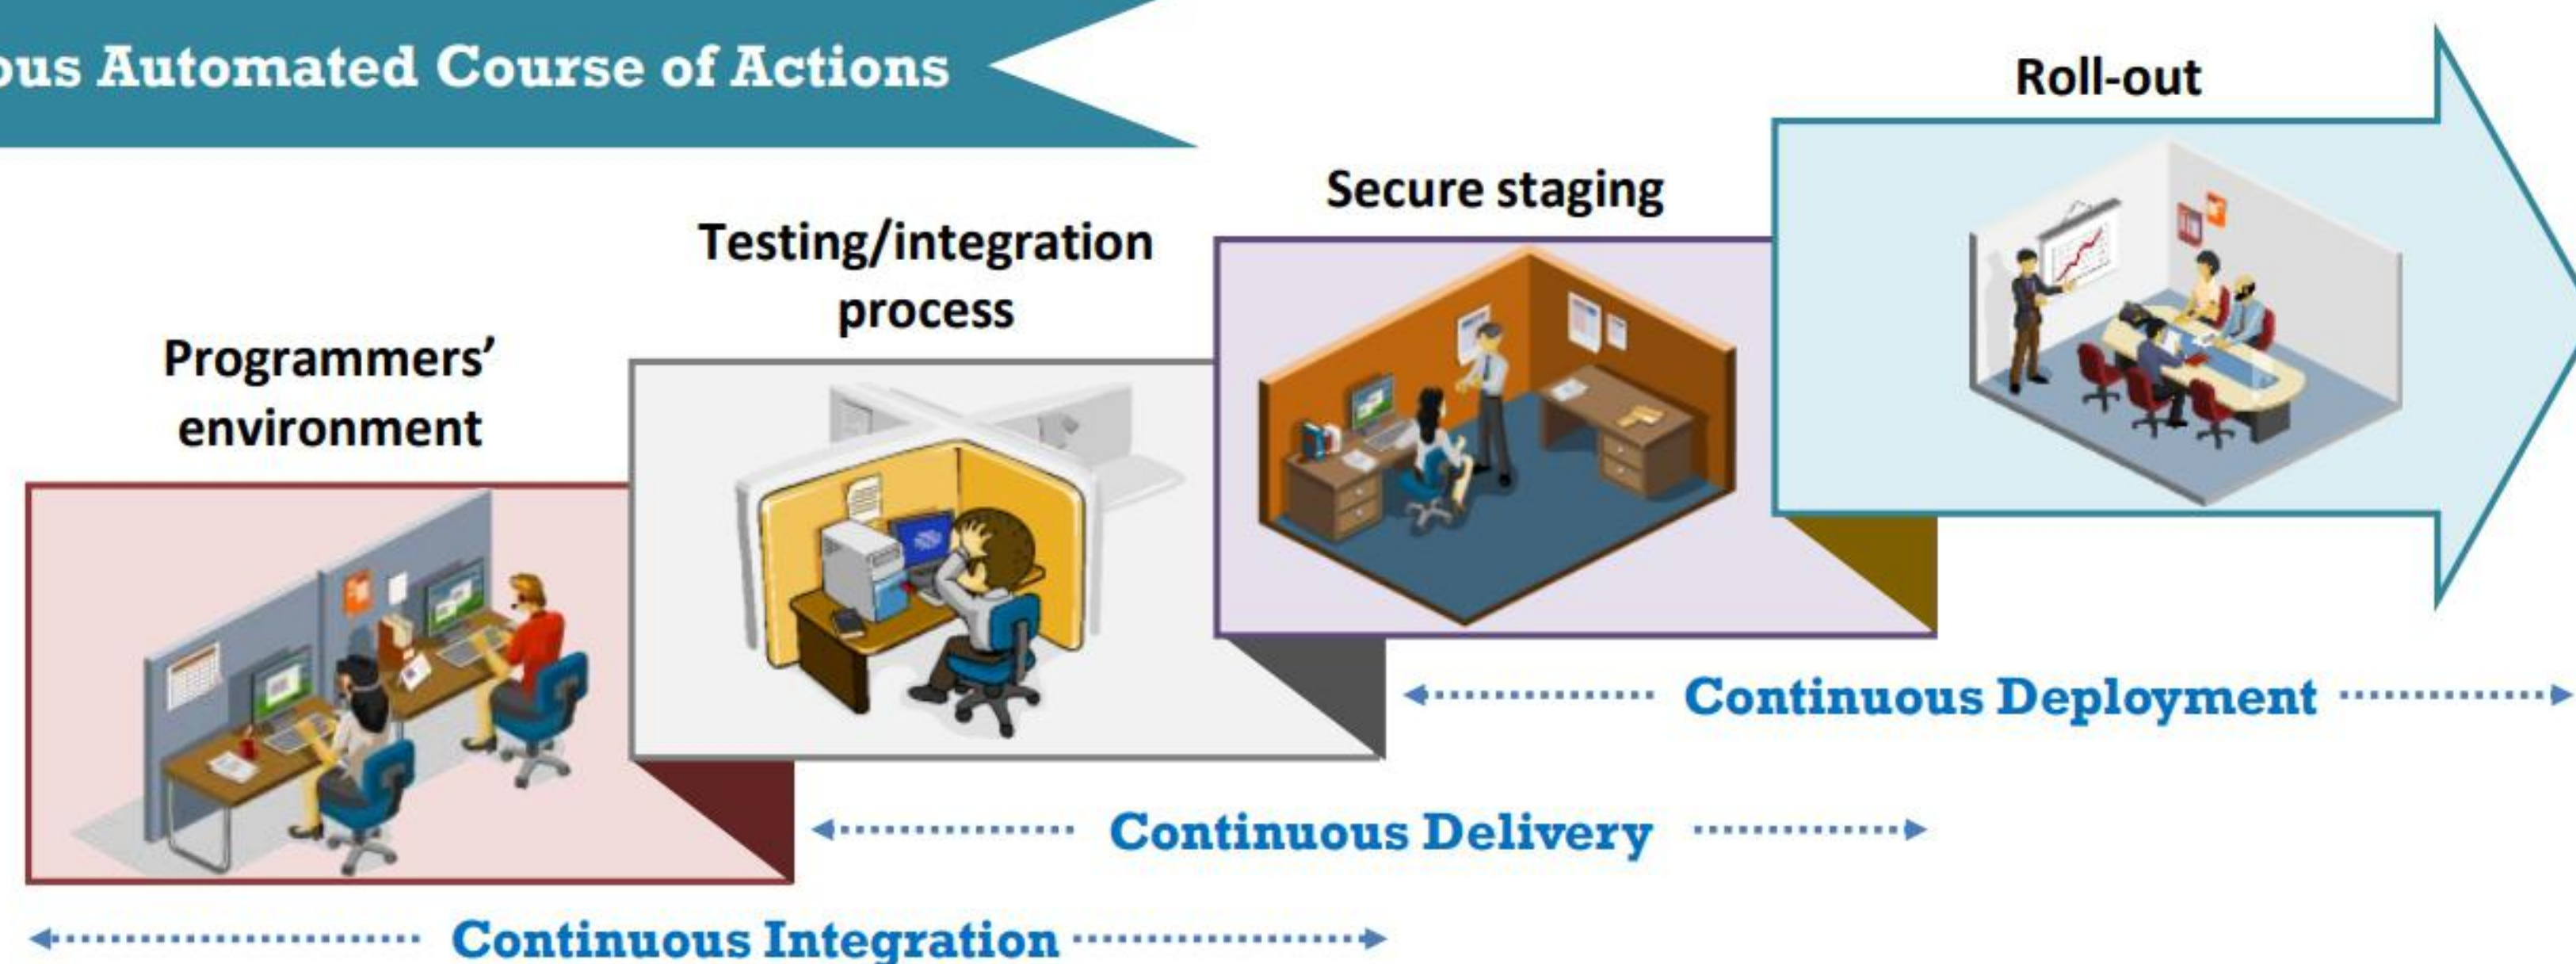 Automated Course of Actions
Roll-out
Secure staging
Testing/integration
process
Programmers’
environment
Continuous Deployment
Continuous Delivery
Continuous Integration